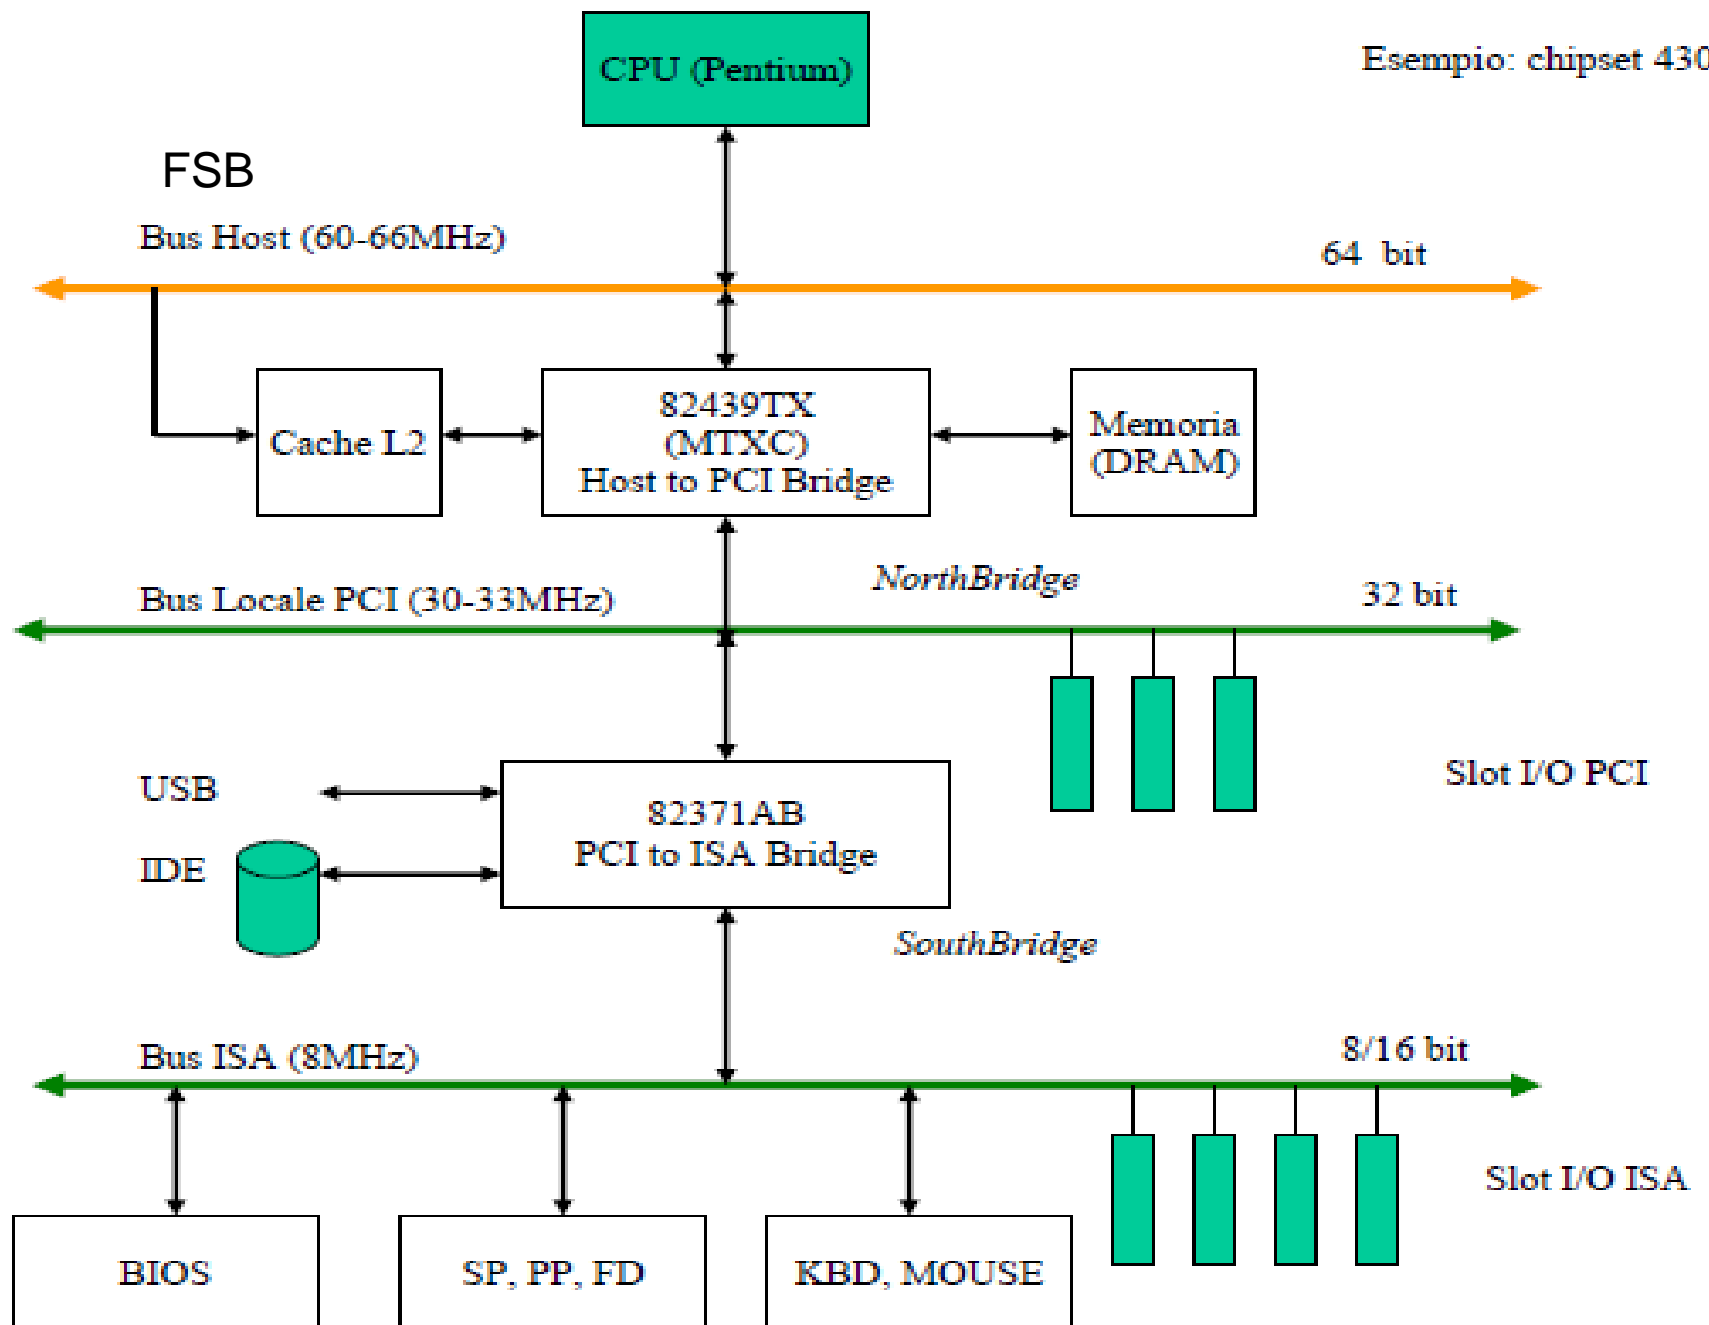 CPU (Pentium)
Esempio: chipset 430
FSB
Bus Host (60-66MHz)
64 bit
Cache L2
82439TX
(MTXC)
Host to PCI Bridge
Memoria
(DRAM)
NorthBridge
Bus Locale PCI (30-33MHz)
32 bit
USB
IDE
82371AB
PCI to ISA Bridge
Slot I/O PCI
SouthBridge
Bus ISA (8MHz)
8/16 bit
Slot I/O ISA
BIOS
SP, PP, FD
KBD, MOUSE